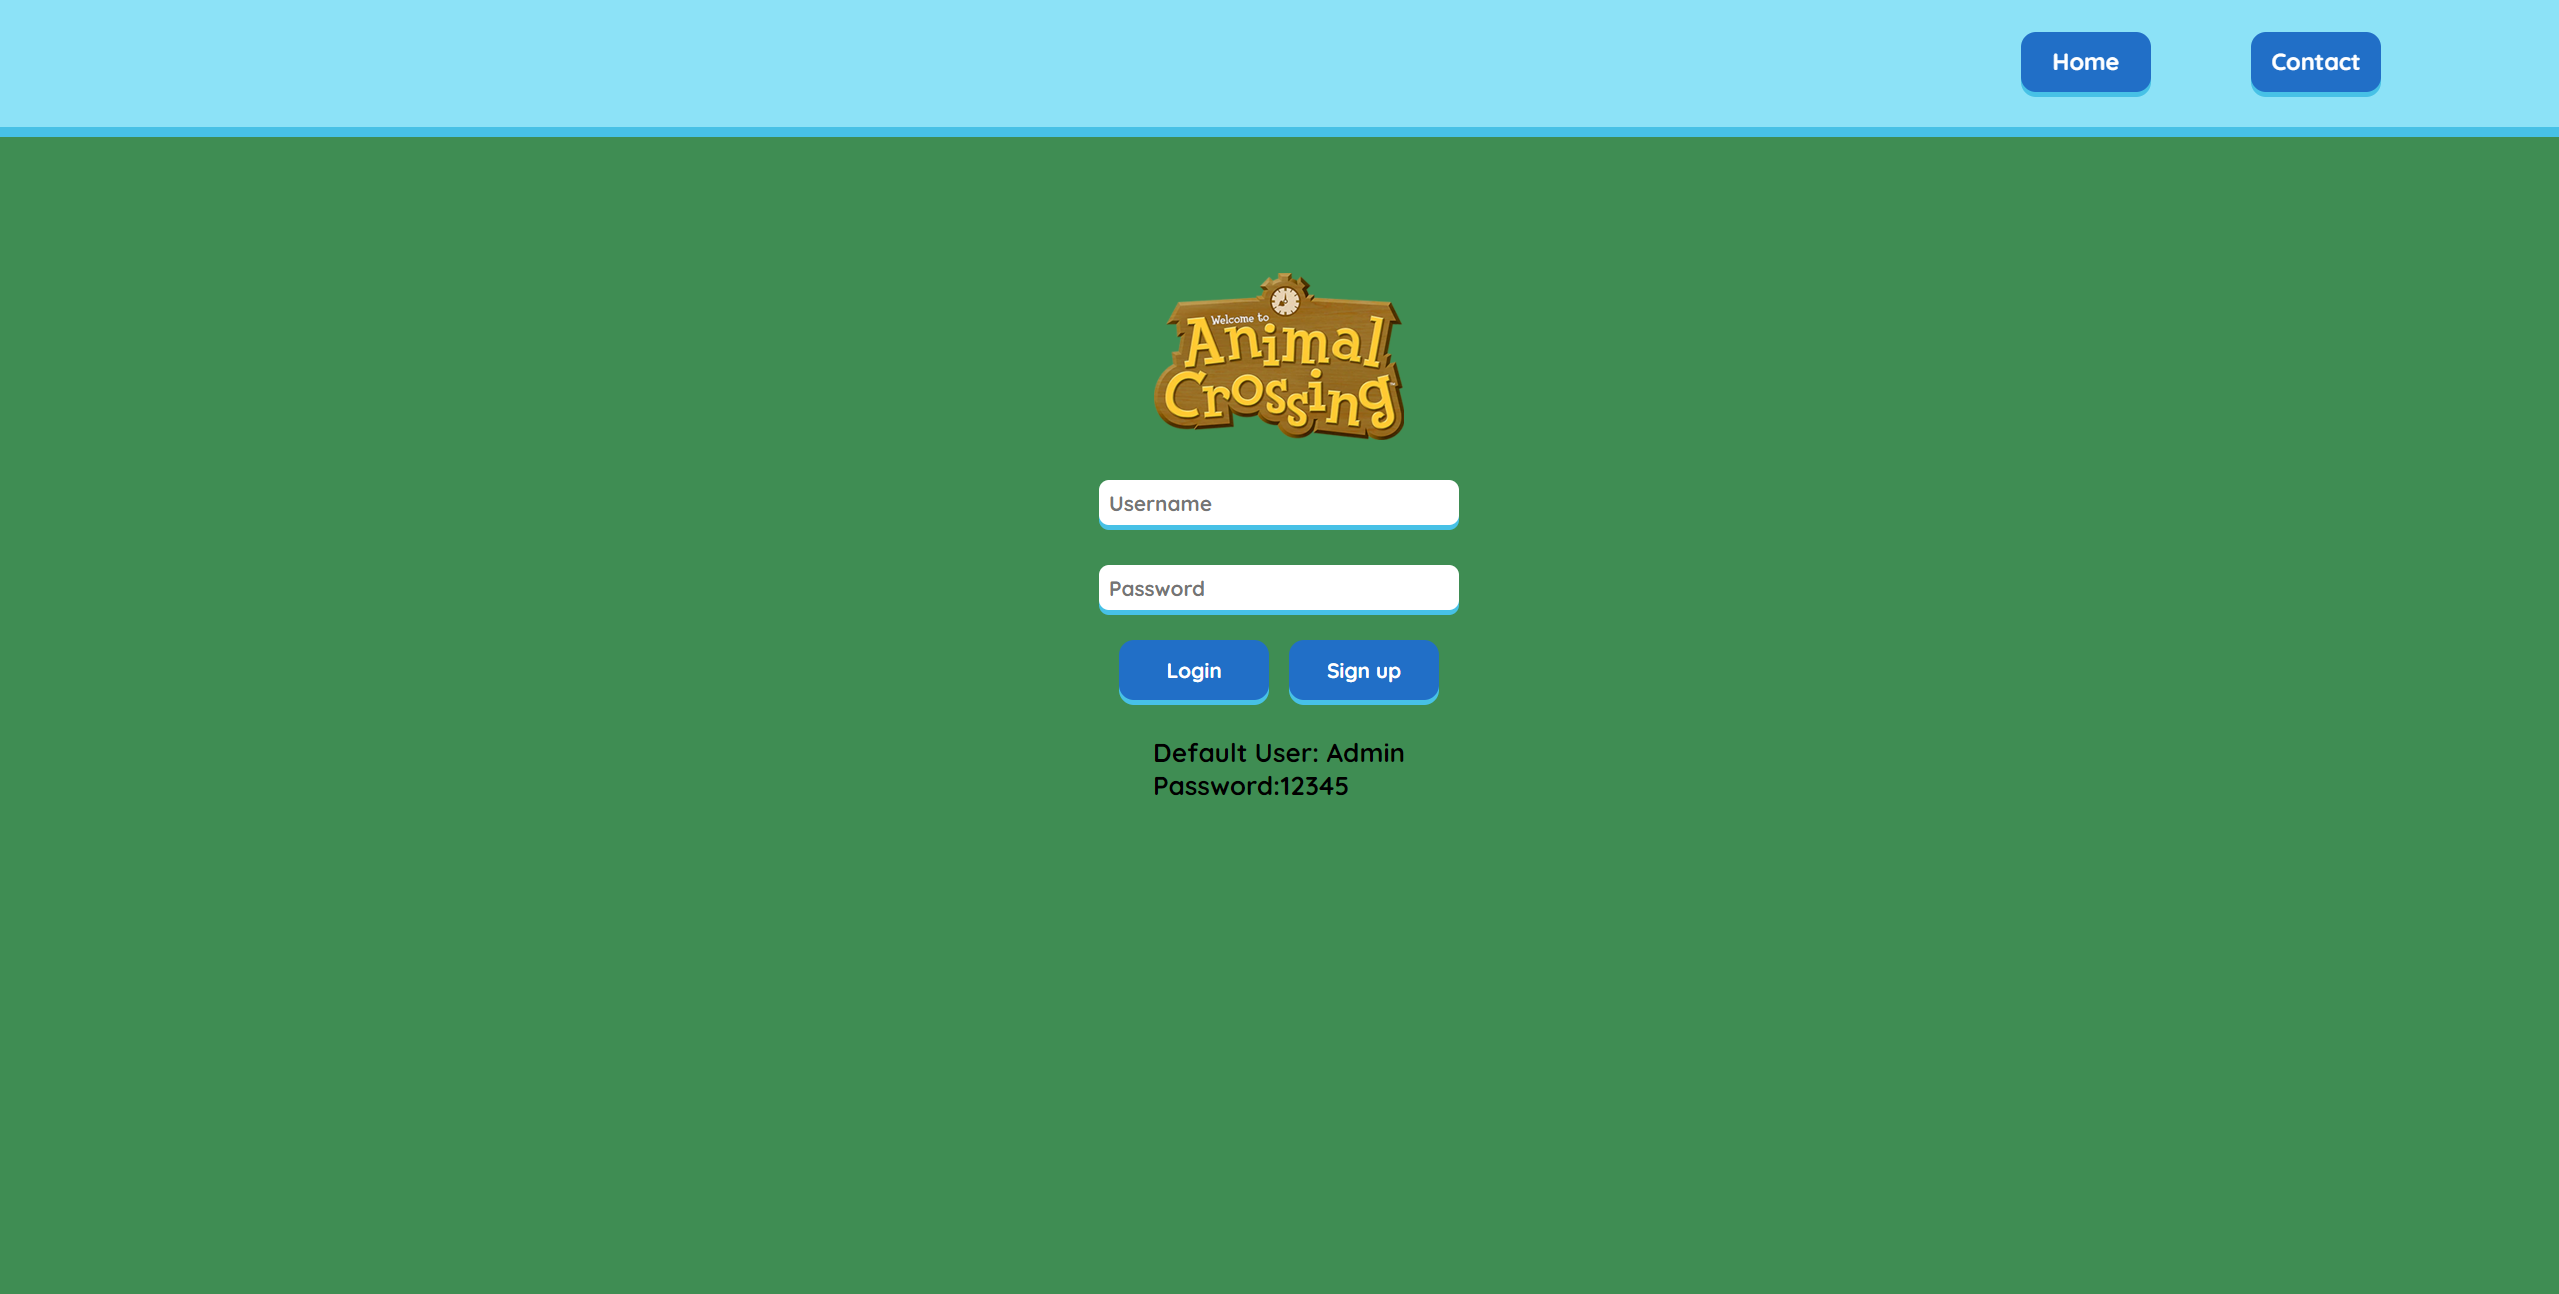 Home
Contact
Welcome to
Animal
Crossing
Username
Password
Login
Sign up
Default User: Admin
Password:12345